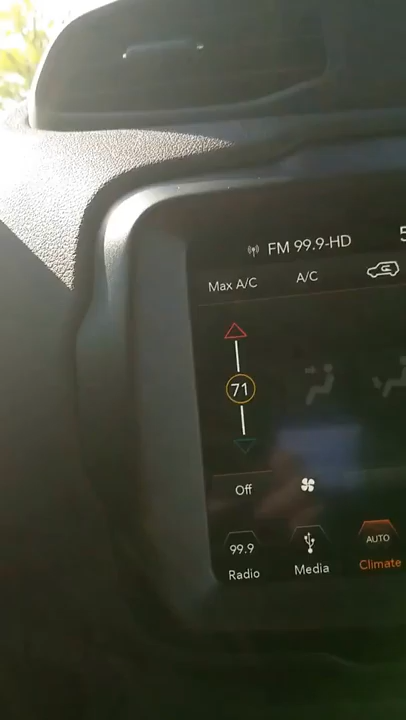 FM 99.9-HD
Max A/C A/C
71
Off
99.9 AUTO
Radio Media Climate